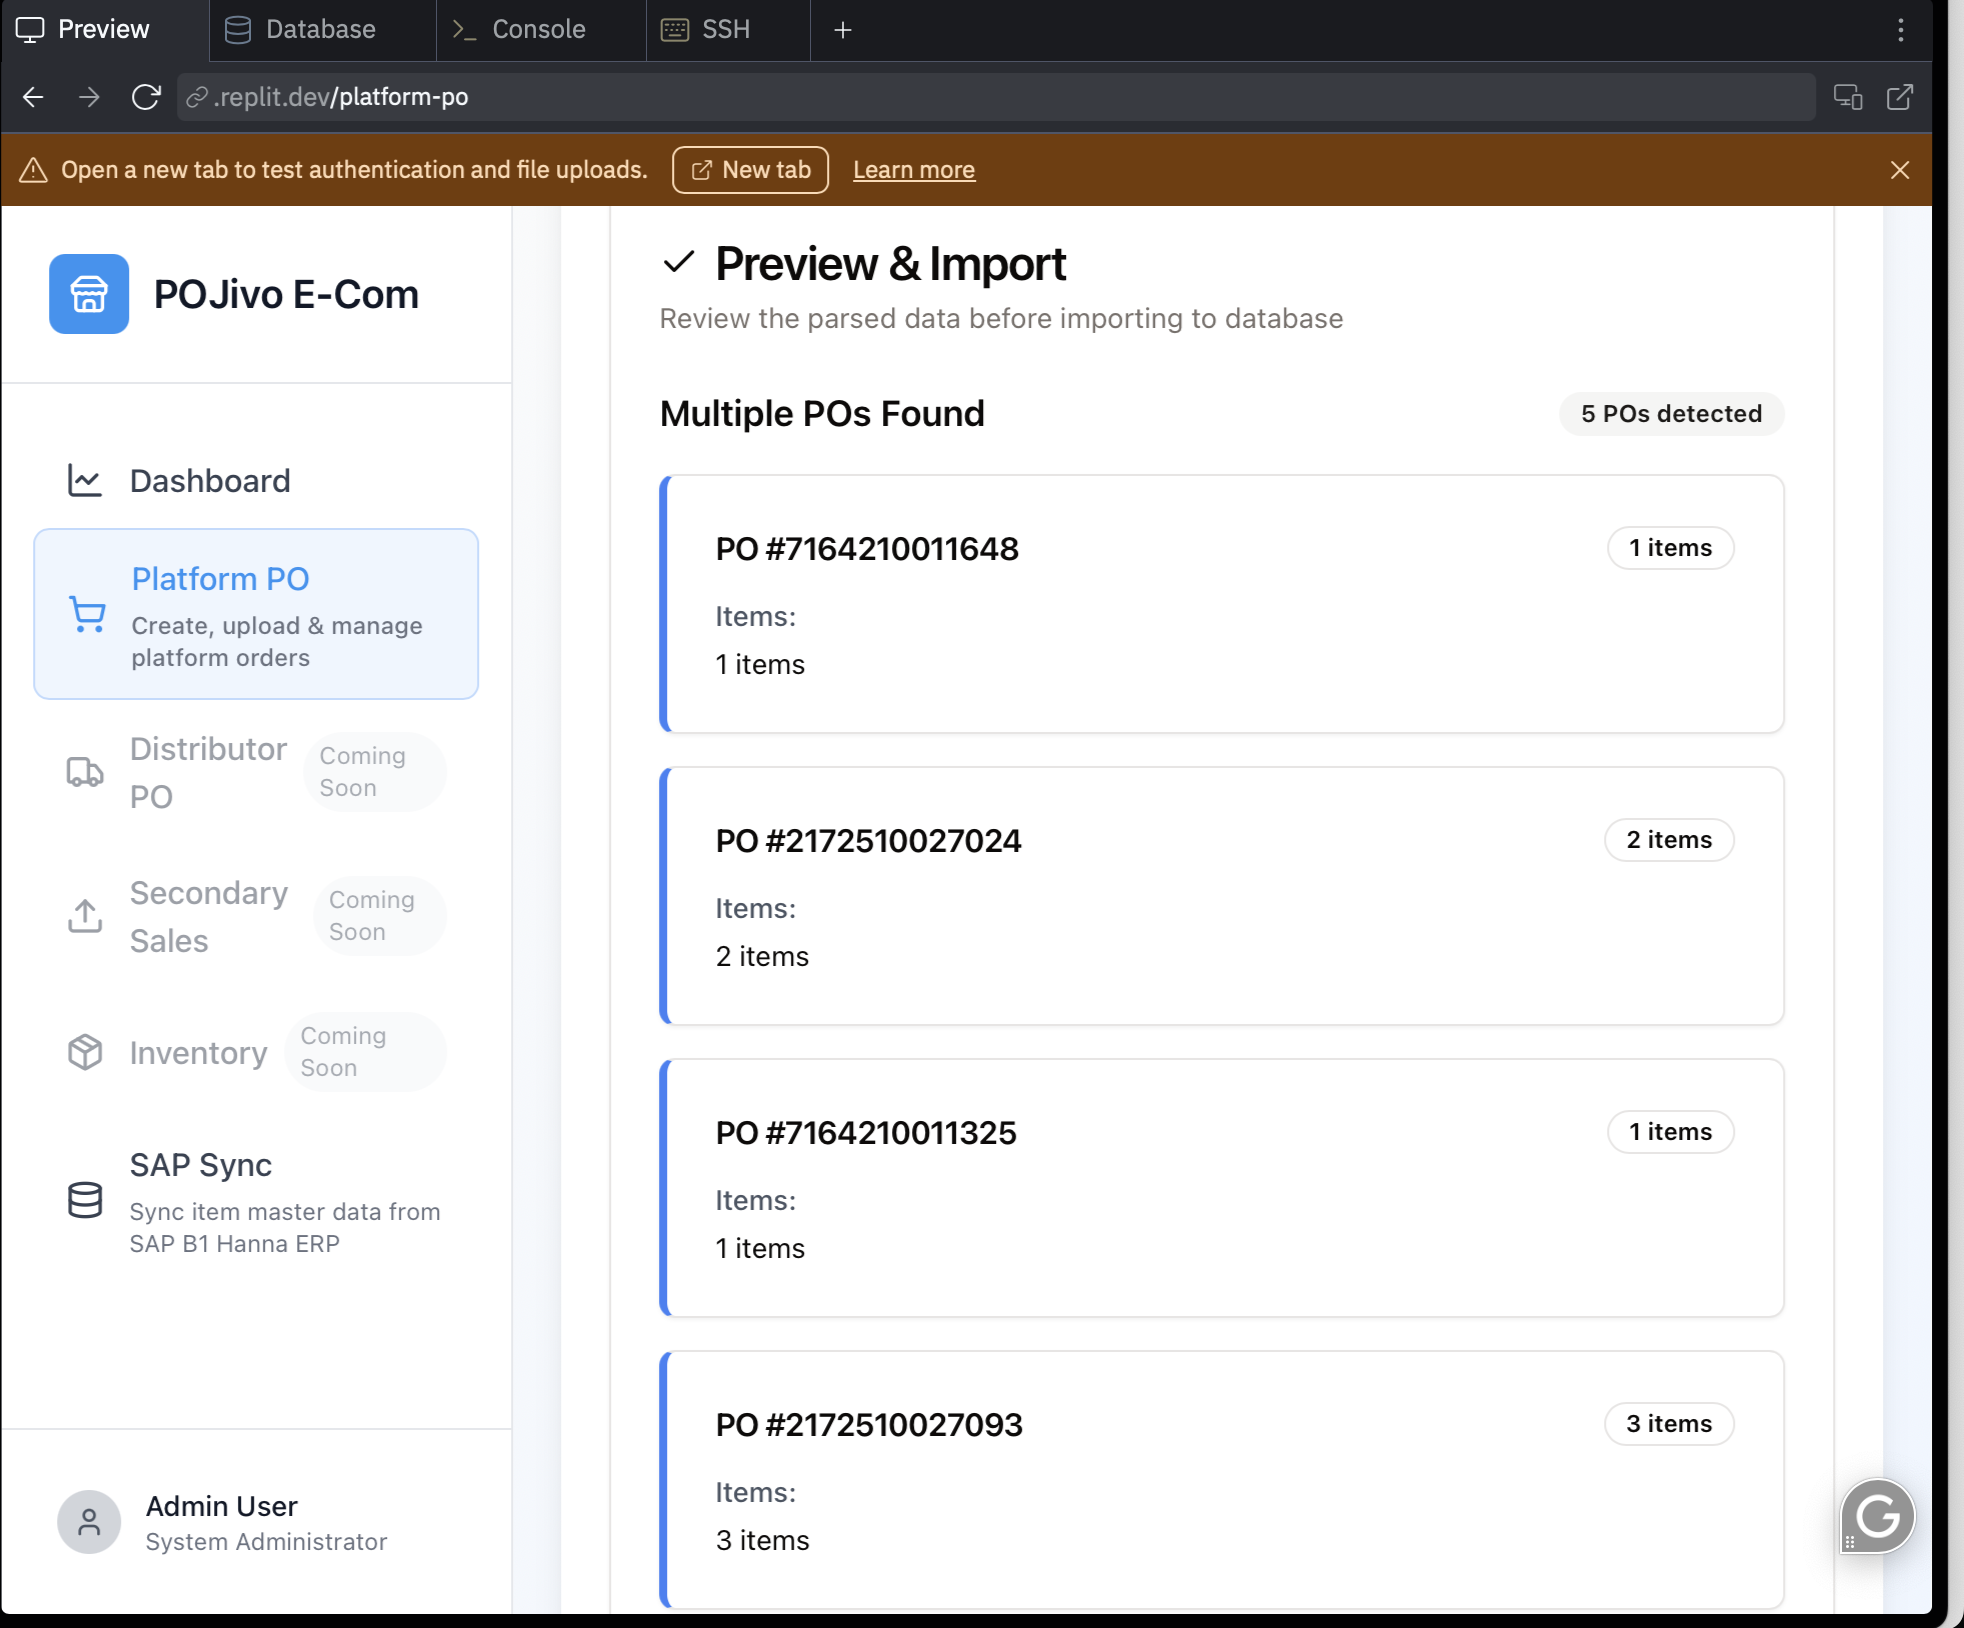 Preview
Database
Console
SSH
.replit.dev/platform-po
Open a new tab to test authentication and file uploads.
New tab
Learn more
POJivo E-Com
Dashboard
Platform PO
Create, upload & manage
platform orders
Distributor
PO
Coming
Soon
Secondary
Sales
Coming
Soon
Inventory
Coming
Soon
SAP Sync
Sync item master data from
SAP B1 Hanna ERP
Admin User
System Administrator
Preview & Import
Review the parsed data before importing to database
Multiple POs Found
5 POs detected
PO #7164210011648
1 items
Items:
1 items
PO #2172510027024
2 items
Items:
2 items
PO #7164210011325
1 items
Items:
1 items
PO #2172510027093
3 items
Items:
3 items